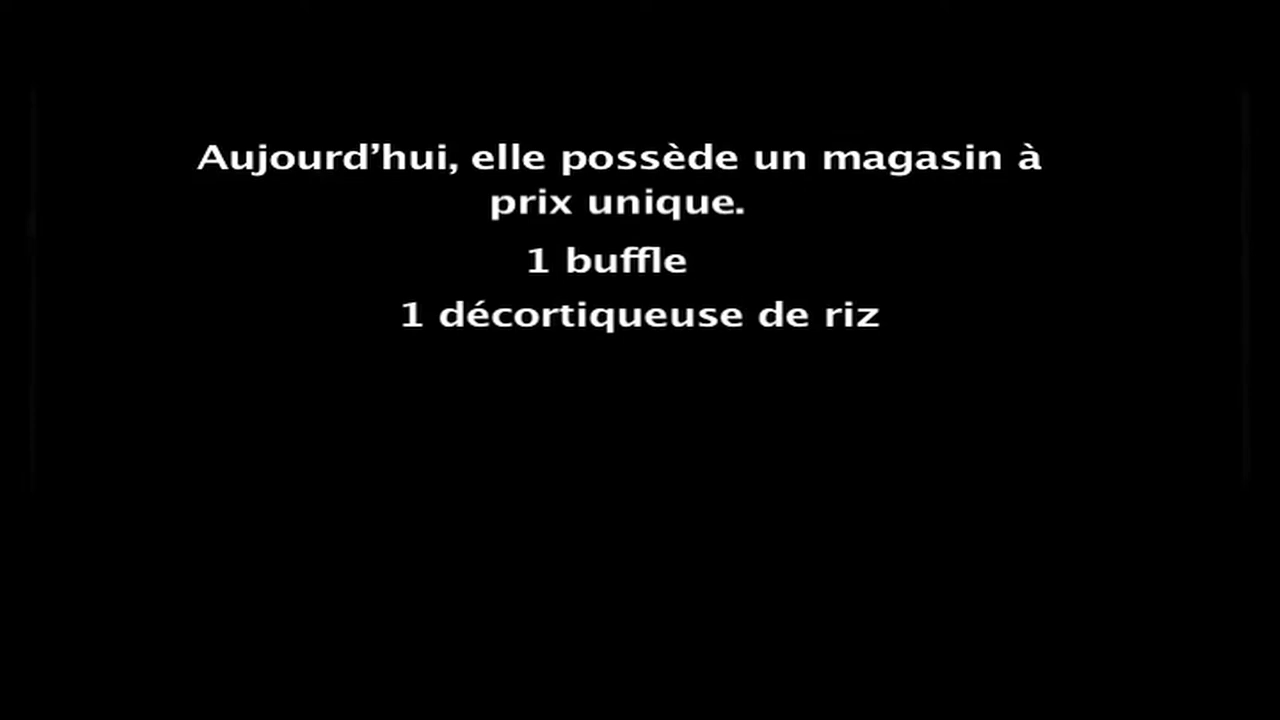 Aujourd’hui, elle possède un magasin à
prix unique.
1 buffle
1 décortiqueuse de riz